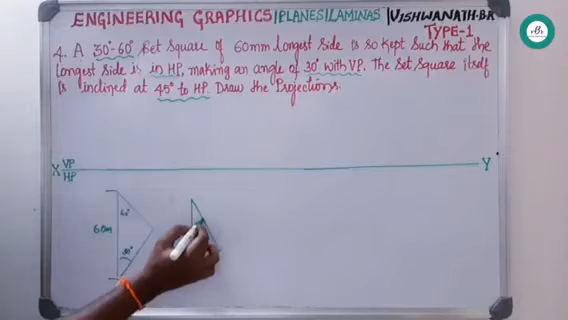 ENGINEERING GRAPHICS|PLANES|LAMINAS|VISHWANATH·BR
TYPE-1
4. A 30°-60° Set Square of 60mm longest side is so kept such that the
longest side is in HP, making an angle of 30° with VP. The set square itself
is inclined at 45° to HP. Draw the Projections.
X VP Y
HP
60°
60m
30°